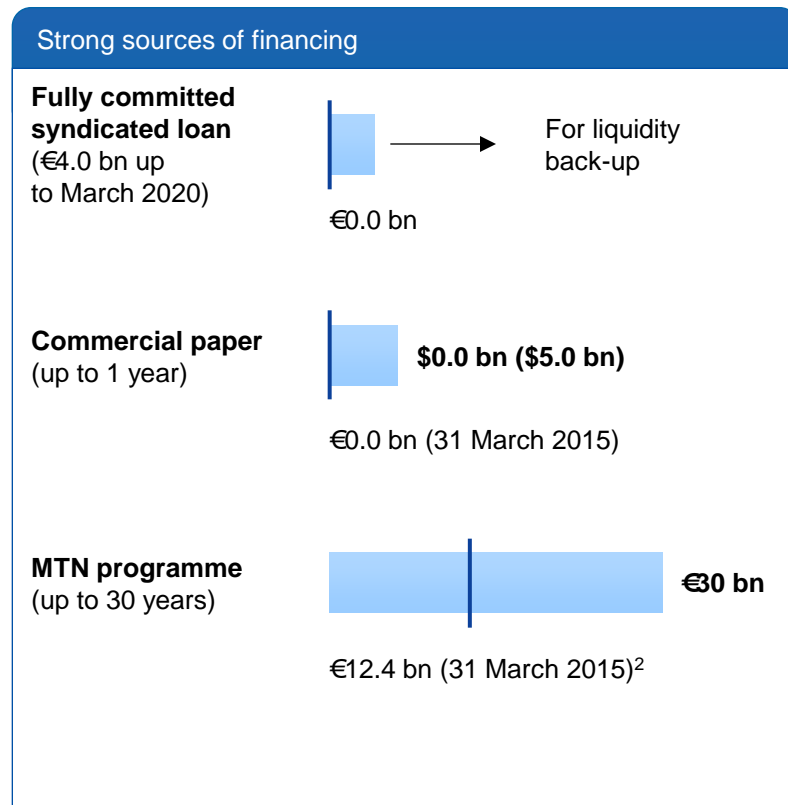 Strong sources of financing
Fully committed
syndicated loan
(€4.0 bn up
to March 2020)
For liquidity
back-up
€0.0 bn
Commercial paper
(up to 1 year)
$0.0 bn ($5.0 bn)
€0.0 bn (31 March 2015)
MTN programme
(up to 30 years)
€30 bn
€12.4 bn (31 March 2015)²